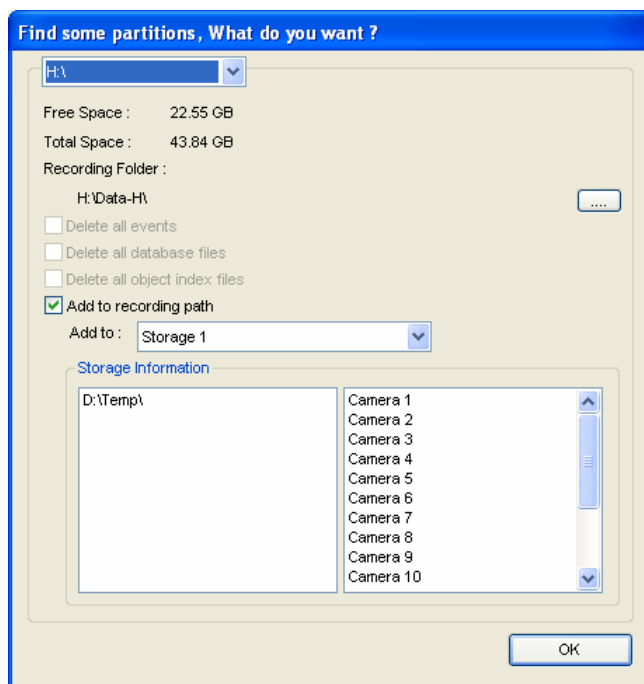 Find some partitions, What do you want ?
H:\
Free Space : 22.55 GB
Total Space : 43.84 GB
Recording Folder :
H:\Data-H\
....
Delete all events
Delete all database files
Delete all object index files
Add to recording path
Add to : Storage 1
Storage Information
D:\Temp\
Camera 1
Camera 2
Camera 3
Camera 4
Camera 5
Camera 6
Camera 7
Camera 8
Camera 9
Camera 10
OK